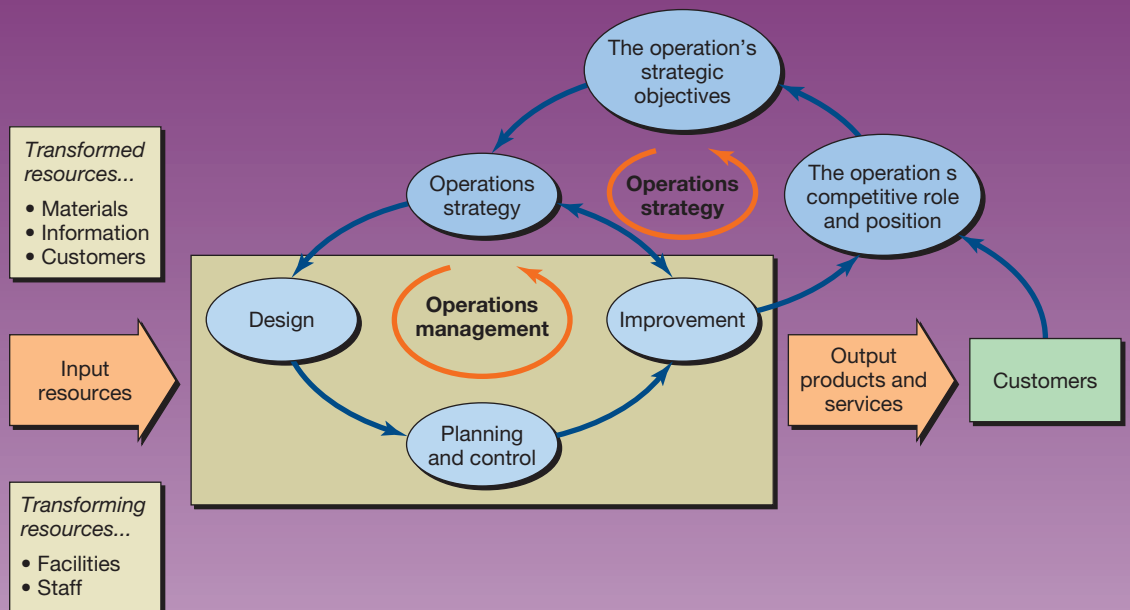 The operation's
strategic
objectives
Transformed
resources...
• Materials
• Information
• Customers
Operations
strategy
Operations
strategy
The operation s
competitive role
and position
Design
Operations
management
Improvement
Input
resources
Output
products and
services
Customers
Planning
and control
Transforming
resources...
• Facilities
• Staff